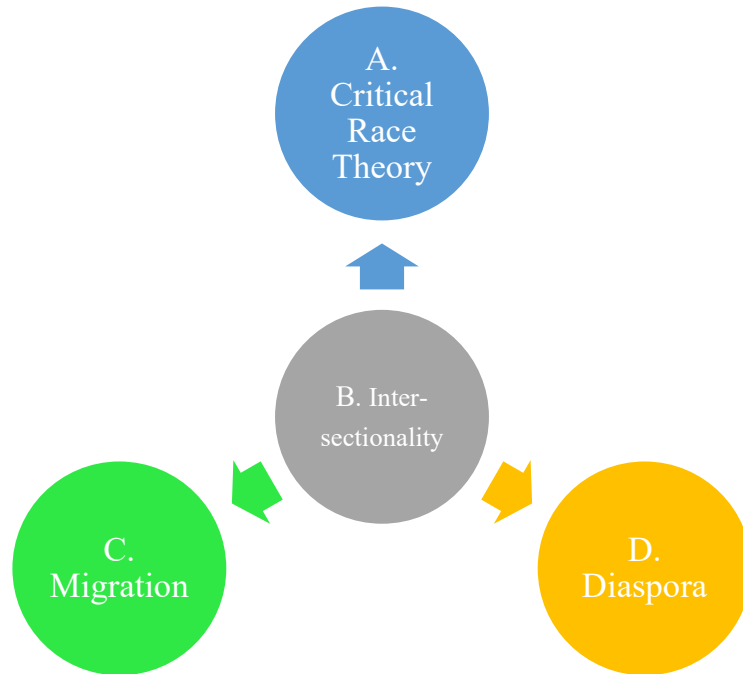 A.
Critical
Race
Theory
B. Inter-
sectionality
C.
Migration
D.
Diaspora